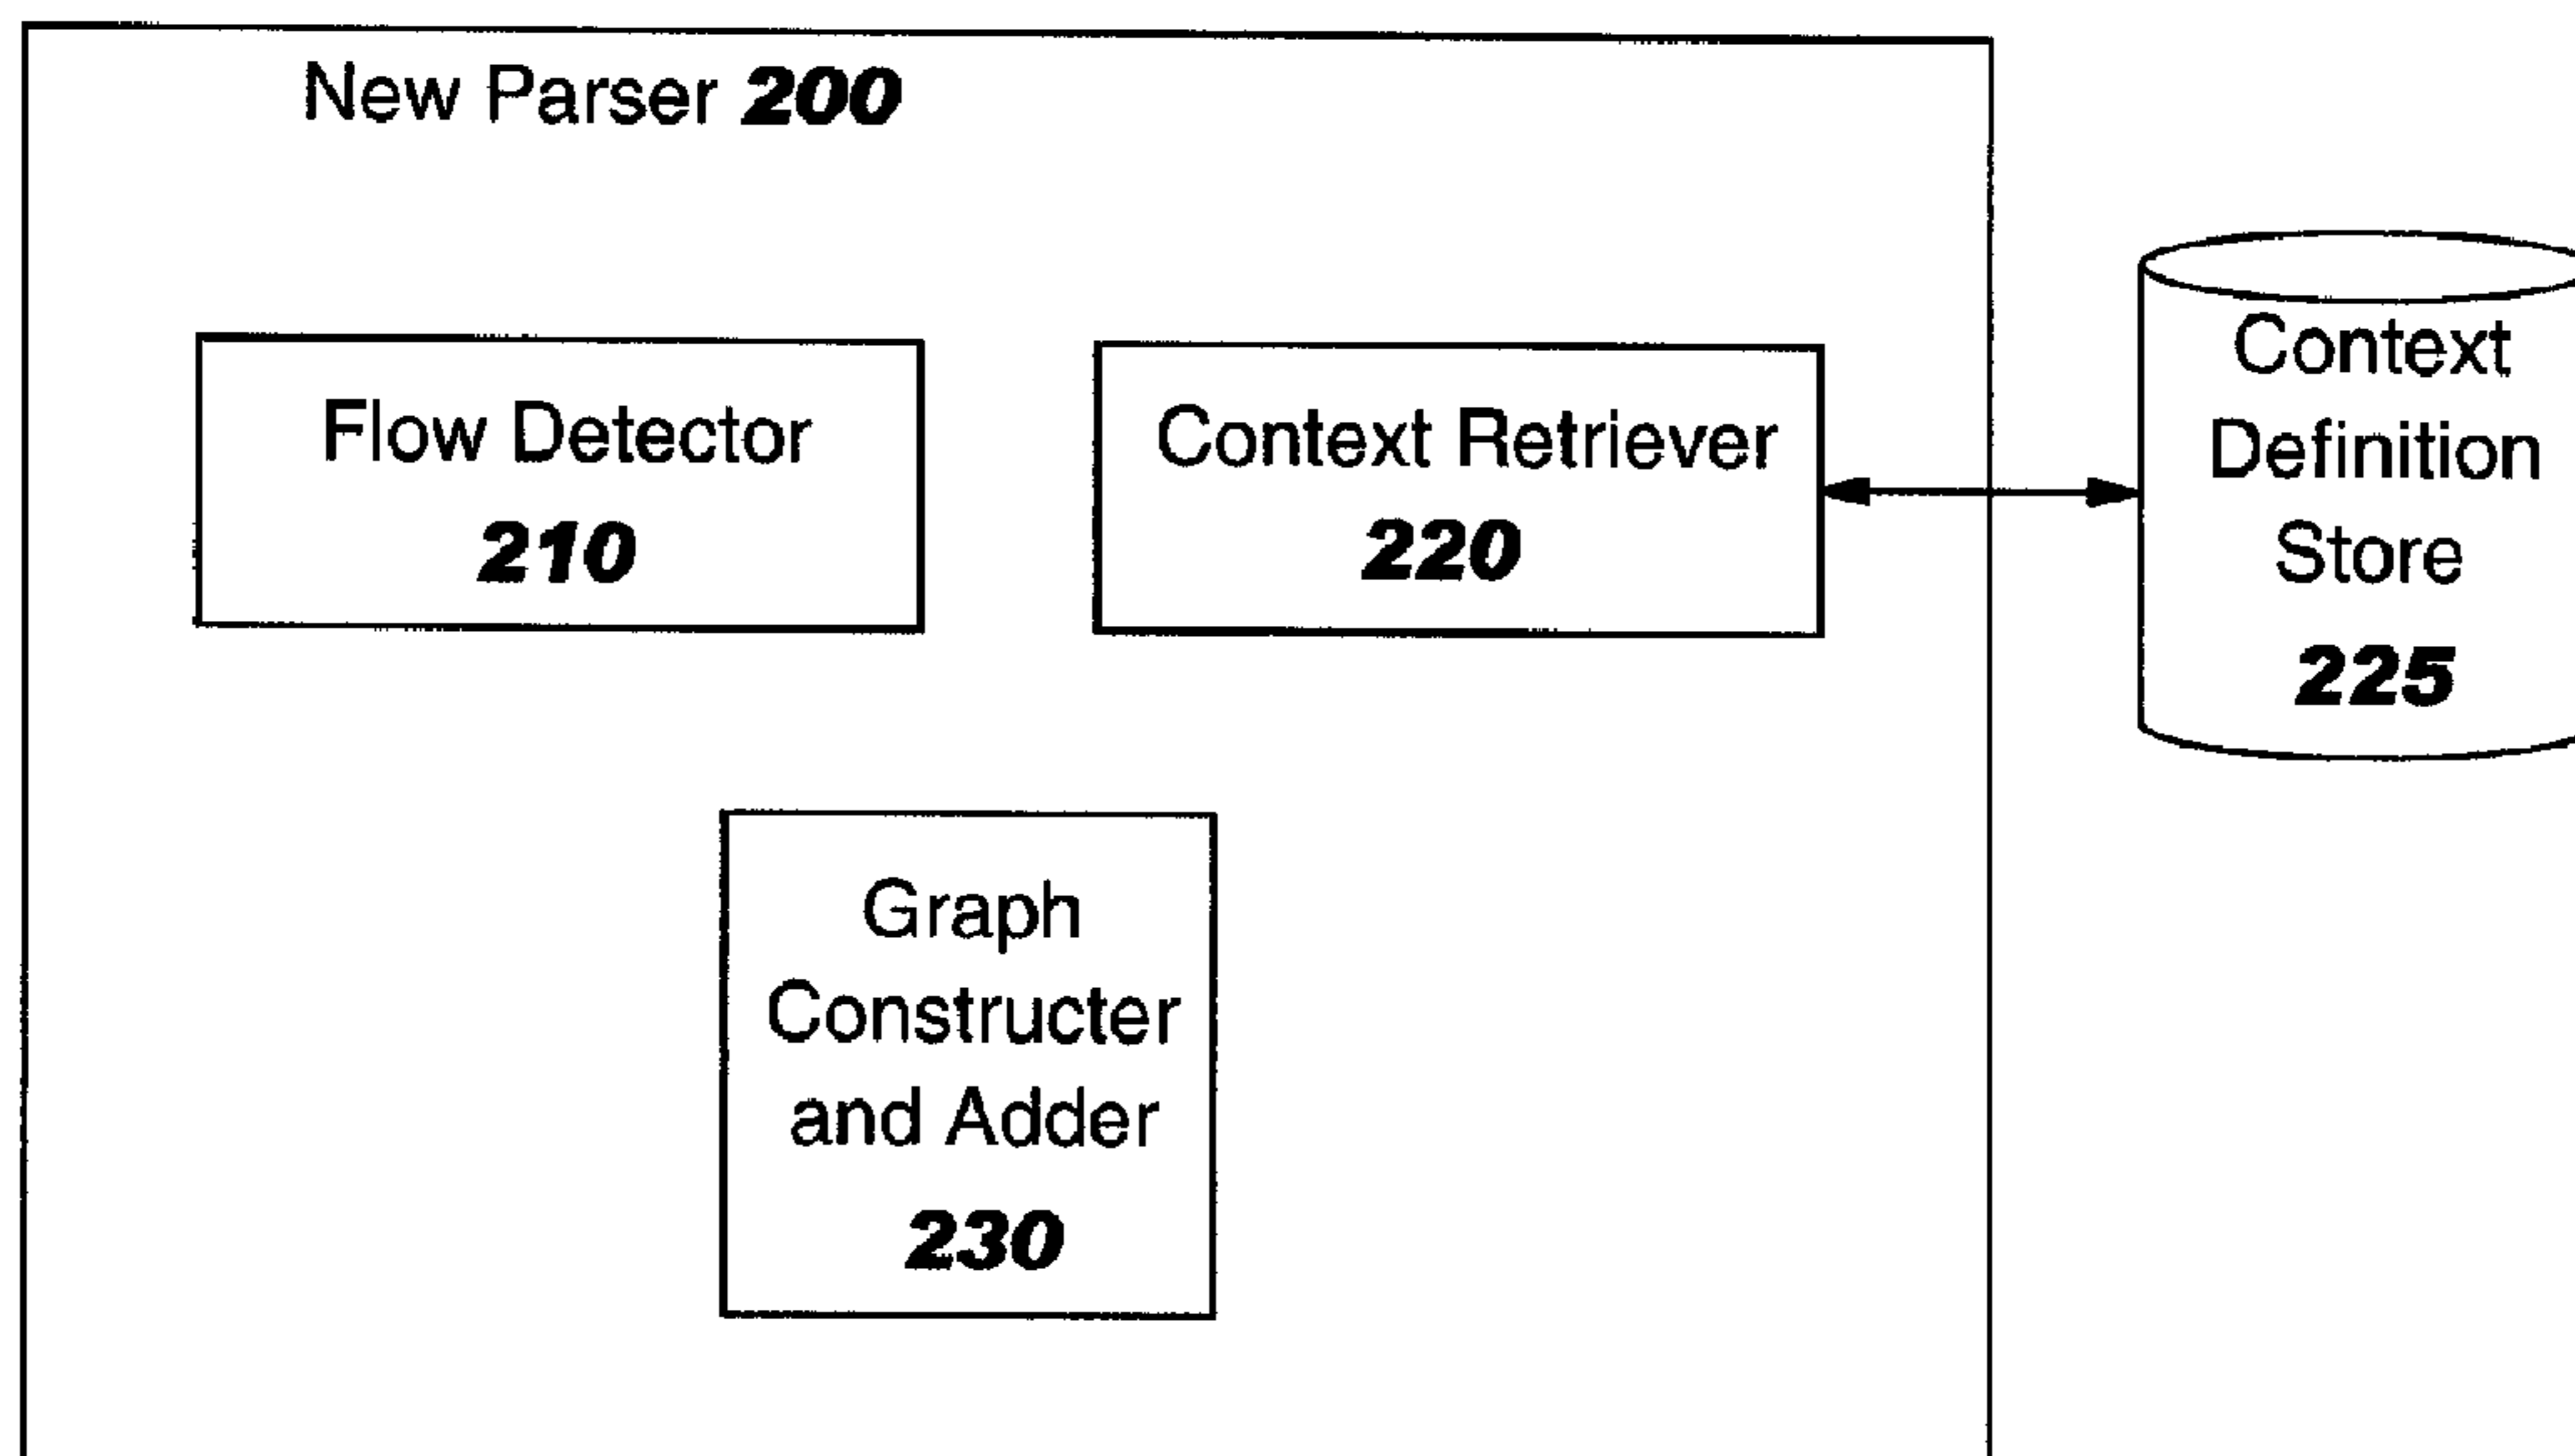 New Parser 200
Flow Detector
210
Context Retriever
220
Context
Definition
Store
225
Graph
Constructer
and Adder
230